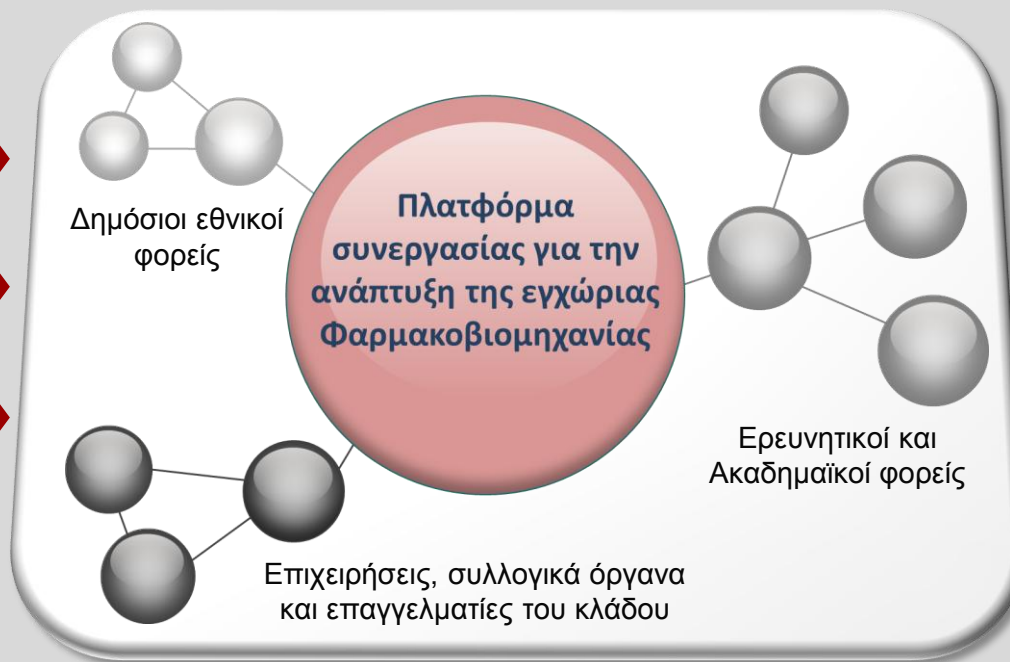 Δημόσιοι εθνικοί
φορείς
Πλατφόρμα
συνεργασίας για την
ανάπτυξη της εγχώριας
Φαρμακοβιομηχανίας
Ερευνητικοί και
Ακαδημαϊκοί φορείς
Επιχειρήσεις, συλλογικά όργανα
και επαγγελματίες του κλάδου